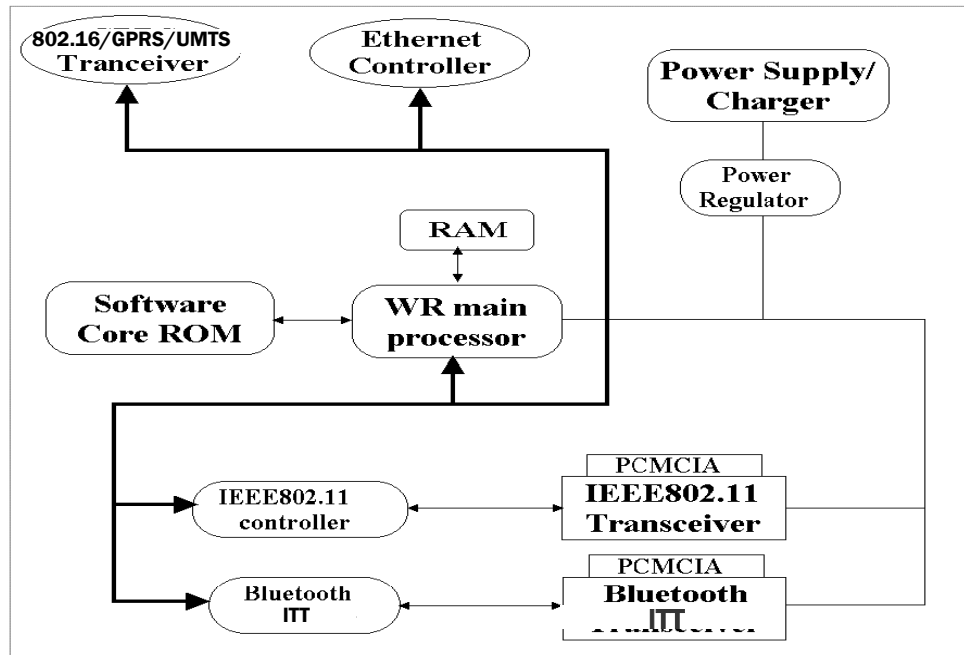 802.16/GPRS/UMTS
Tranceiver
Ethernet
Controller
Power Supply/
Charger
Power
Regulator
RAM
Software
Core ROM
WR main
processor
PCMCIA
IEEE802.11
Transceiver
IEEE802.11
controller
PCMCIA
Bluetooth
ITT
Bluetooth
ITT